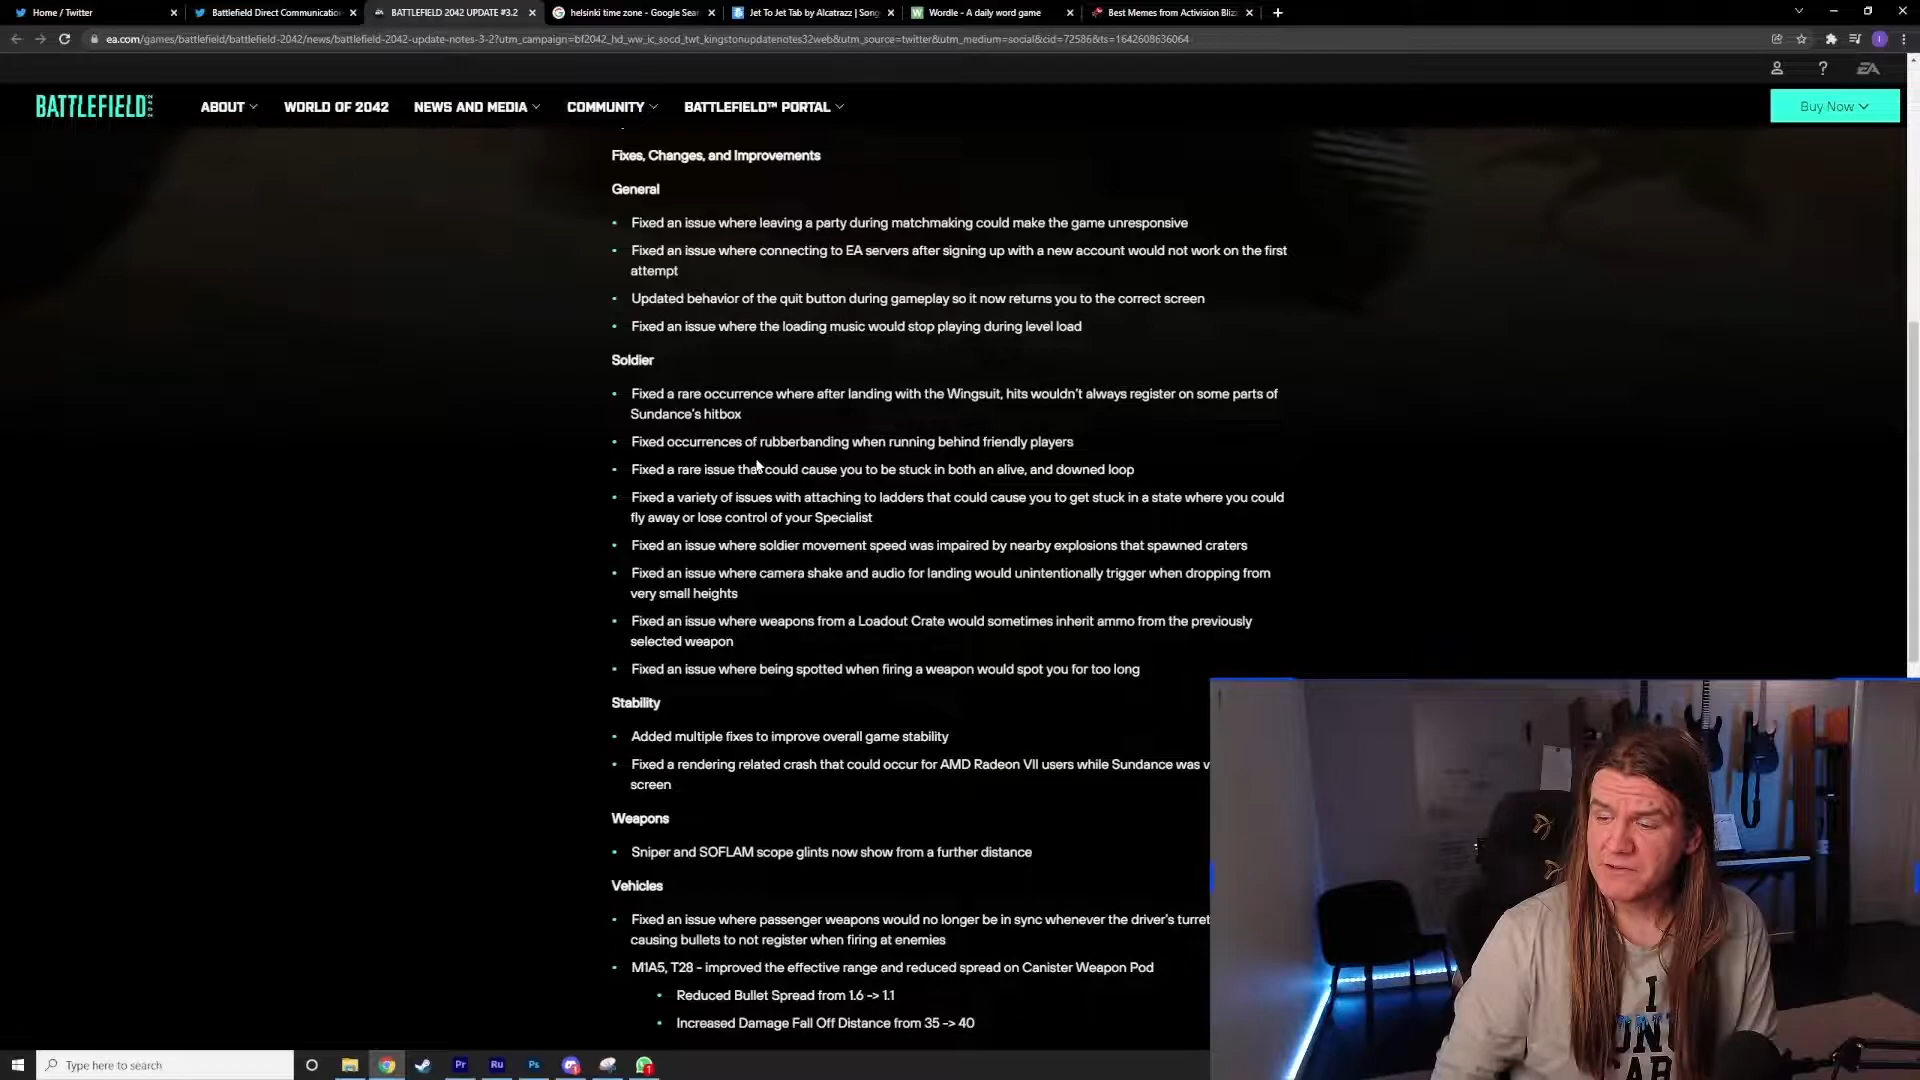 Home / Twitter
Battlefield Direct Communicatio
BATTLEFIELD 2042 UPDATE #3.2
helsinki time zone - Google Sear
Jet To Jet Tab by Alcatrazz | Song
Wordle - A daily word game
Best Memes from Activision Bliz
ea.com/games/battlefield/battlefield-2042/news/battlefield-2042-update-notes-3-2?utm_campaign=bf2042_hd_ww_ic_socd_twt_kingstonupdatenotes32web&utm_source=twitter&utm_medium=social&cid=72586&ts=1642608636064
EA
BATTLEFIELD 2042
ABOUT
WORLD OF 2042
NEWS AND MEDIA
COMMUNITY
BATTLEFIELD™ PORTAL
Buy Now
Fixes, Changes, and Improvements
General
• Fixed an issue where leaving a party during matchmaking could make the game unresponsive
• Fixed an issue where connecting to EA servers after signing up with a new account would not work on the first
attempt
• Updated behavior of the quit button during gameplay so it now returns you to the correct screen
• Fixed an issue where the loading music would stop playing during level load
Soldier
• Fixed a rare occurrence where after landing with the Wingsuit, hits wouldn't always register on some parts of
Sundance's hitbox
• Fixed occurrences of rubberbanding when running behind friendly players
• Fixed a rare issue that could cause you to be stuck in both an alive, and downed loop
• Fixed a variety of issues with attaching to ladders that could cause you to get stuck in a state where you could
fly away or lose control of your Specialist
• Fixed an issue where soldier movement speed was impaired by nearby explosions that spawned craters
• Fixed an issue where camera shake and audio for landing would unintentionally trigger when dropping from
very small heights
• Fixed an issue where weapons from a Loadout Crate would sometimes inherit ammo from the previously
selected weapon
• Fixed an issue where being spotted when firing a weapon would spot you for too long
Stability
• Added multiple fixes to improve overall game stability
• Fixed a rendering related crash that could occur for AMD Radeon VII users while Sundance was v
screen
Weapons
• Sniper and SOFLAM scope glints now show from a further distance
Vehicles
• Fixed an issue where passenger weapons would no longer be in sync whenever the driver's turret
causing bullets to not register when firing at enemies
• M1A5, T28 - improved the effective range and reduced spread on Canister Weapon Pod
• Reduced Bullet Spread from 1.6 -> 1.1
• Increased Damage Fall Off Distance from 35 -> 40
I
Type here to search
Pr
Ru
Ps